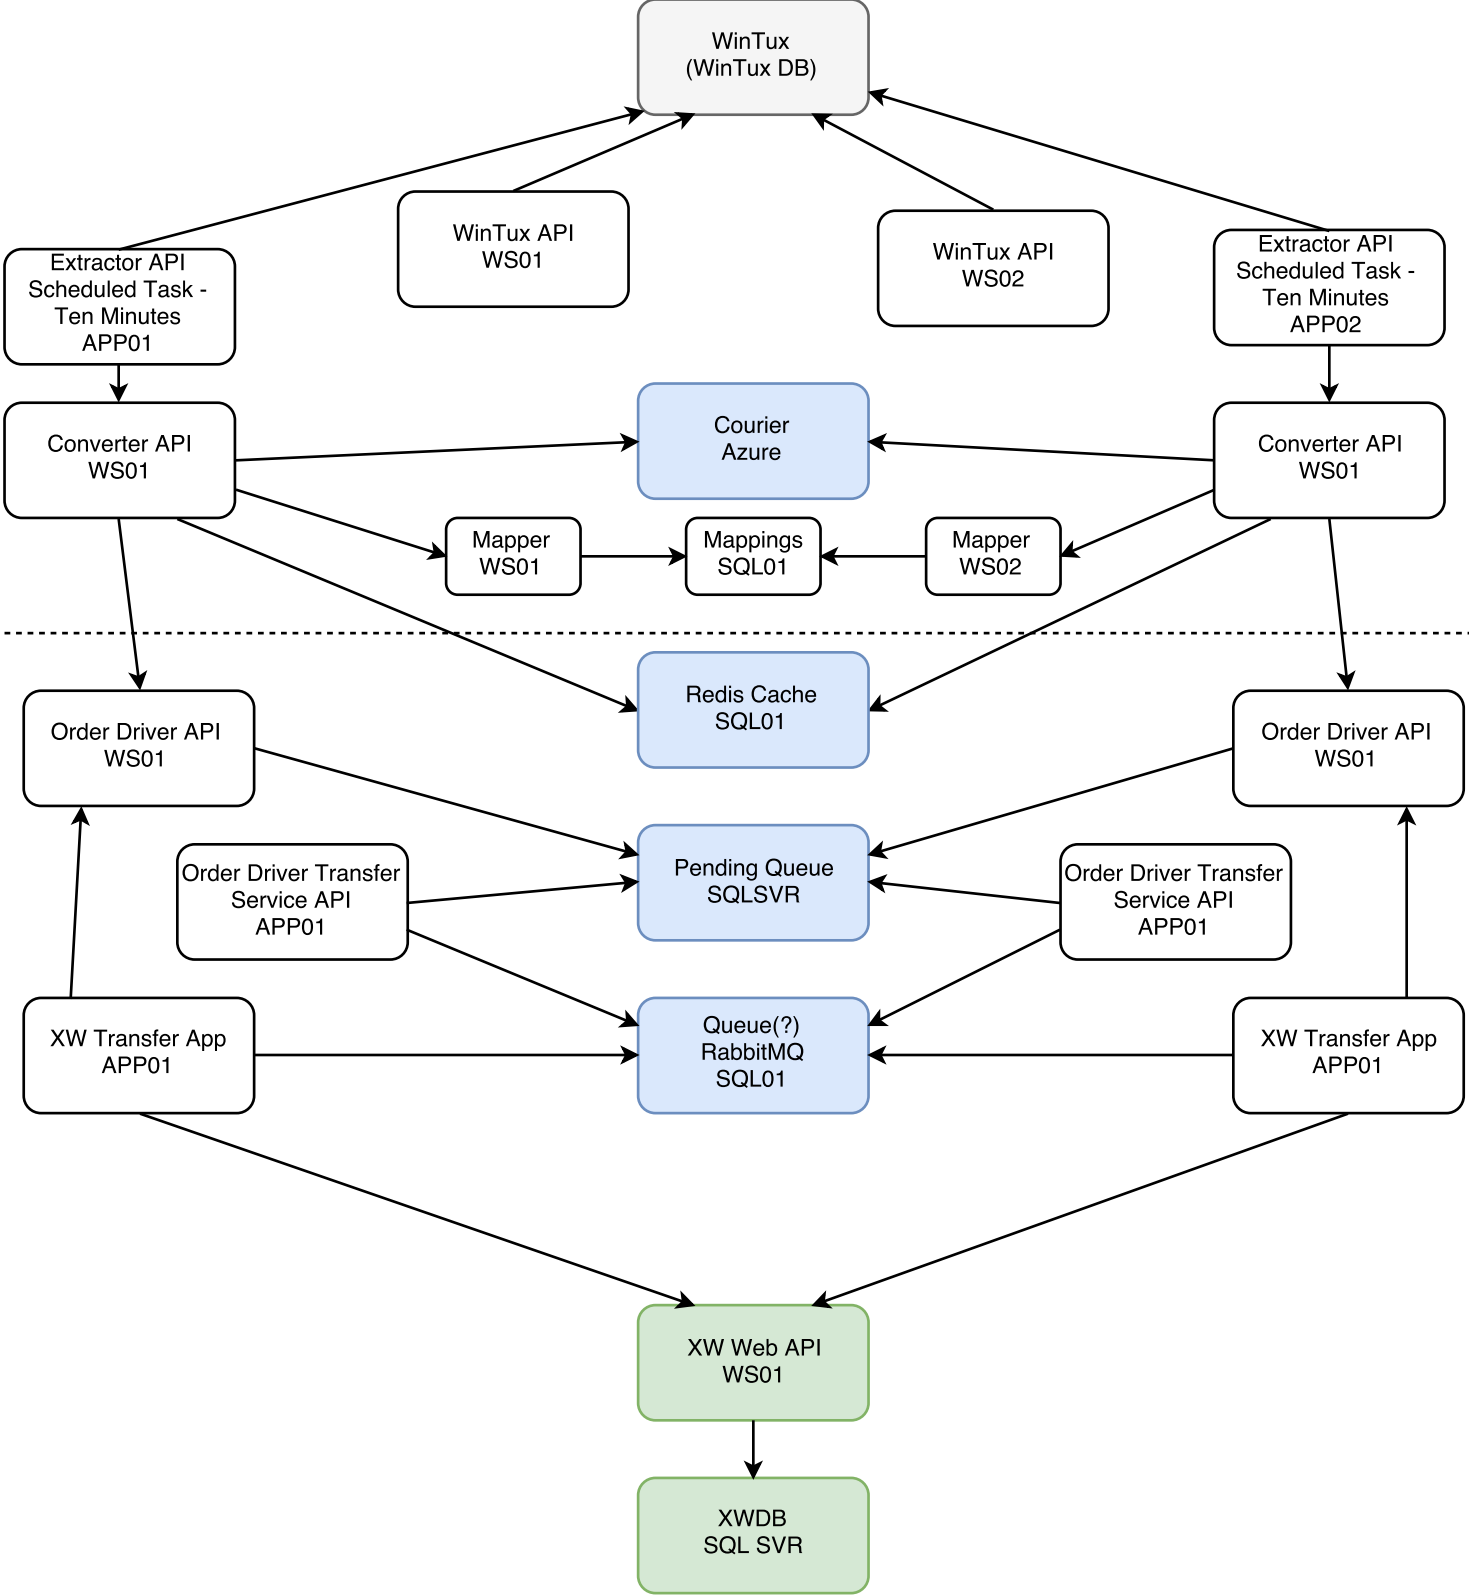 WinTux
(WinTux DB)
WinTux API
WS01
WinTux API
WS02
Extractor API
Scheduled Task -
Ten Minutes
APP01
Extractor API
Scheduled Task -
Ten Minutes
APP02
Converter API
WS01
Courier
Azure
Converter API
WS01
Mapper
WS01
Mappings
SQL01
Mapper
WS02
Redis Cache
SQL01
Order Driver API
WS01
Order Driver API
WS01
Pending Queue
SQLSVR
Order Driver Transfer
Service API
APP01
Order Driver Transfer
Service API
APP01
XW Transfer App
APP01
Queue(?)
RabbitMQ
SQL01
XW Transfer App
APP01
XW Web API
WS01
XWDB
SQL SVR